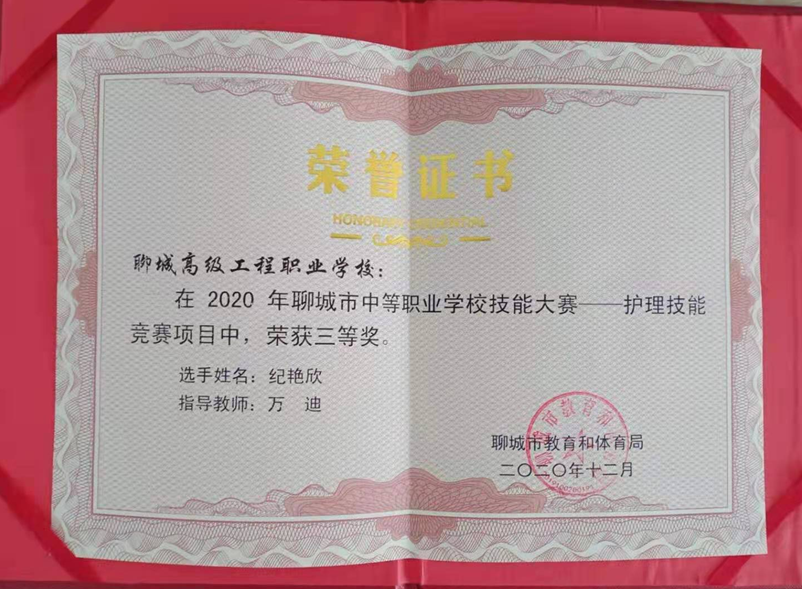 荣誉证书
聊城高级工程职业学校：
在 2020 年聊城市中等职业学校技能大赛——护理技能
竞赛项目中，荣获三等奖。
选手姓名：纪艳欣
指导教师：万 迪
聊城市教育和体育局
二〇二〇年十二月